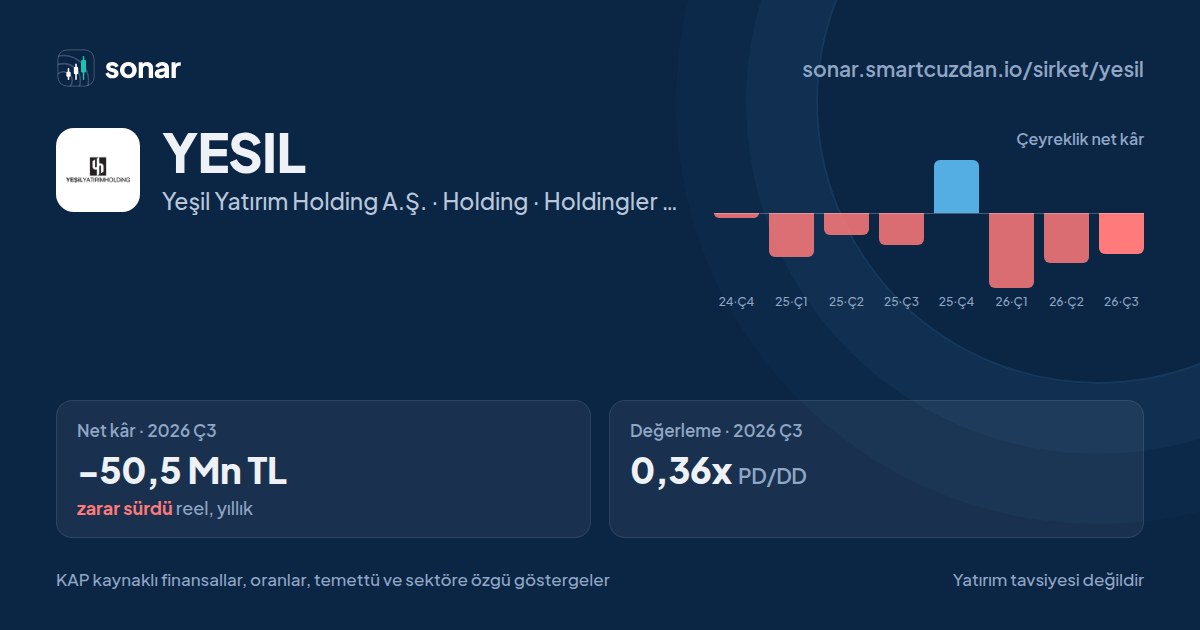 sonar
sonar.smartcuzdan.io/sirket/yesil
YEŞİLYATIRIMHOLDING
YESIL
Yeşil Yatırım Holding A.Ş. · Holding · Holdingler ...
Çeyreklik net kâr
24·Ç4 25·Ç1 25·Ç2 25·Ç3 25·Ç4 26·Ç1 26·Ç2 26·Ç3
Net kâr · 2026 Ç3
−50,5 Mn TL
zarar sürdü reel, yıllık
Değerleme · 2026 Ç3
0,36x PD/DD
KAP kaynaklı finansallar, oranlar, temettü ve sektöre özgü göstergeler
Yatırım tavsiyesi değildir